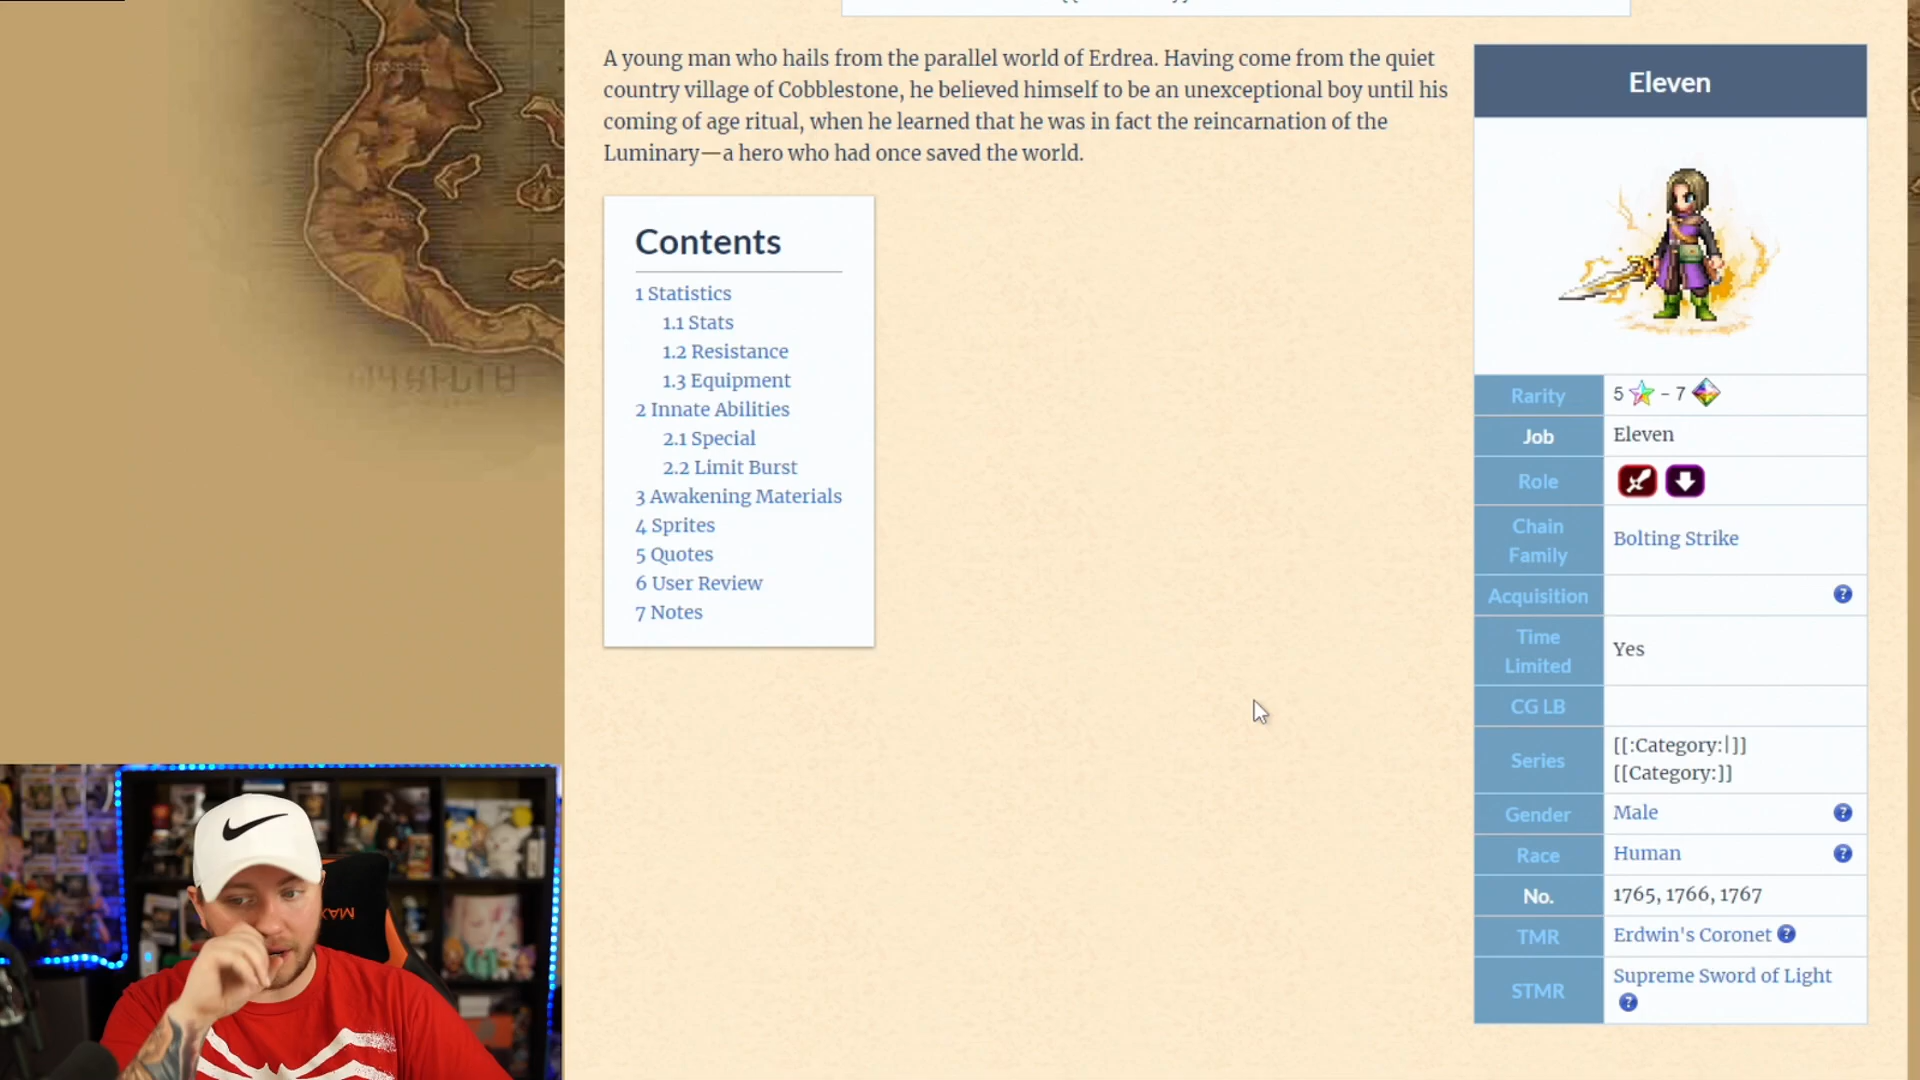 A young man who hails from the parallel world of Erdrea. Having come from the quiet
country village of Cobblestone, he believed himself to be an unexceptional boy until his
coming of age ritual, when he learned that he was in fact the reincarnation of the
Luminary—a hero who had once saved the world.
Contents
1 Statistics
1.1 Stats
1.2 Resistance
1.3 Equipment
2 Innate Abilities
2.1 Special
2.2 Limit Burst
3 Awakening Materials
4 Sprites
5 Quotes
6 User Review
7 Notes
Eleven
Rarity 5 – 7
Job Eleven
Role
Chain
Family
Bolting Strike
Acquisition ?
Time
Limited
Yes
CG LB
Series
[[:Category:|]]
[[Category:]]
Gender Male ?
Race Human ?
No. 1765, 1766, 1767
TMR Erdwin's Coronet ?
STMR Supreme Sword of Light
?